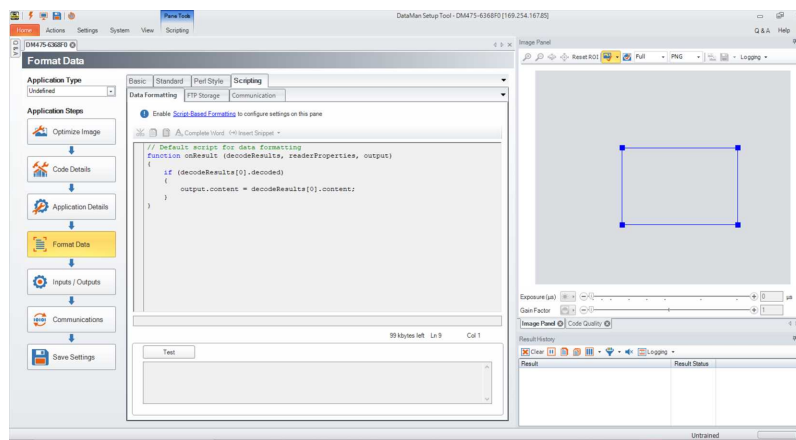 Pane Tools
DataMan Setup Tool - DM475-6368F0 [169.254.167.85]
Home Actions Settings System View Scripting
Q & A Help
Q & A
DM475-6368F0
Format Data
Application Type
Undefined
Application Steps
Optimize Image
Code Details
Application Details
Format Data
Inputs / Outputs
Communications
Save Settings
Basic Standard Perl Style Scripting
Data Formatting FTP Storage Communication
Enable Script-Based Formatting to configure settings on this pane
Complete Word Insert Snippet
// Default script for data formatting
function onResult (decodeResults, readerProperties, output)
{
if (decodeResults[0].decoded)
{
output.content = decodeResults[0].content;
}
}
99 kbytes left Ln 9 Col 1
Test
Image Panel
Reset ROI Full PNG Logging
Exposure (µs) 0 µs
Gain Factor 1
Image Panel Code Quality
Result History
Clear Logging
Result Result Status
Untrained